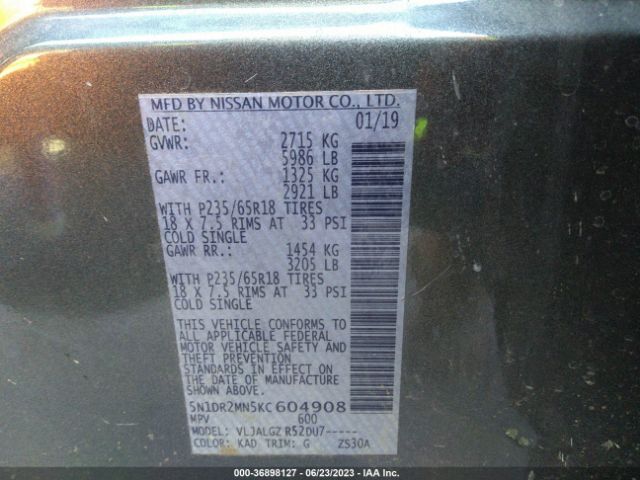 MFD BY NISSAN MOTOR CO., LTD.
DATE: 01/19
GVWR: 2715 KG
5986 LB
GAWR FR.: 1325 KG
2921 LB
WITH P235/65R18 TIRES
18 X 7.5 RIMS AT 33 PSI
COLD SINGLE
GAWR RR.: 1454 KG
3205 LB
WITH P235/65R18 TIRES
18 X 7.5 RIMS AT 33 PSI
COLD SINGLE
THIS VEHICLE CONFORMS TO
ALL APPLICABLE FEDERAL
MOTOR VEHICLE SAFETY AND
THEFT PREVENTION
STANDARDS IN EFFECT ON
THE DATE OF MANUFACTURE
SHOWN ABOVE.
5N1DR2MN5KC604908
MPV 600
MODEL: VLJALGZ R52DU7-----
COLOR: KAD TRIM: G ZS30A
000-36898127 - 06/23/2023 - IAA Inc.